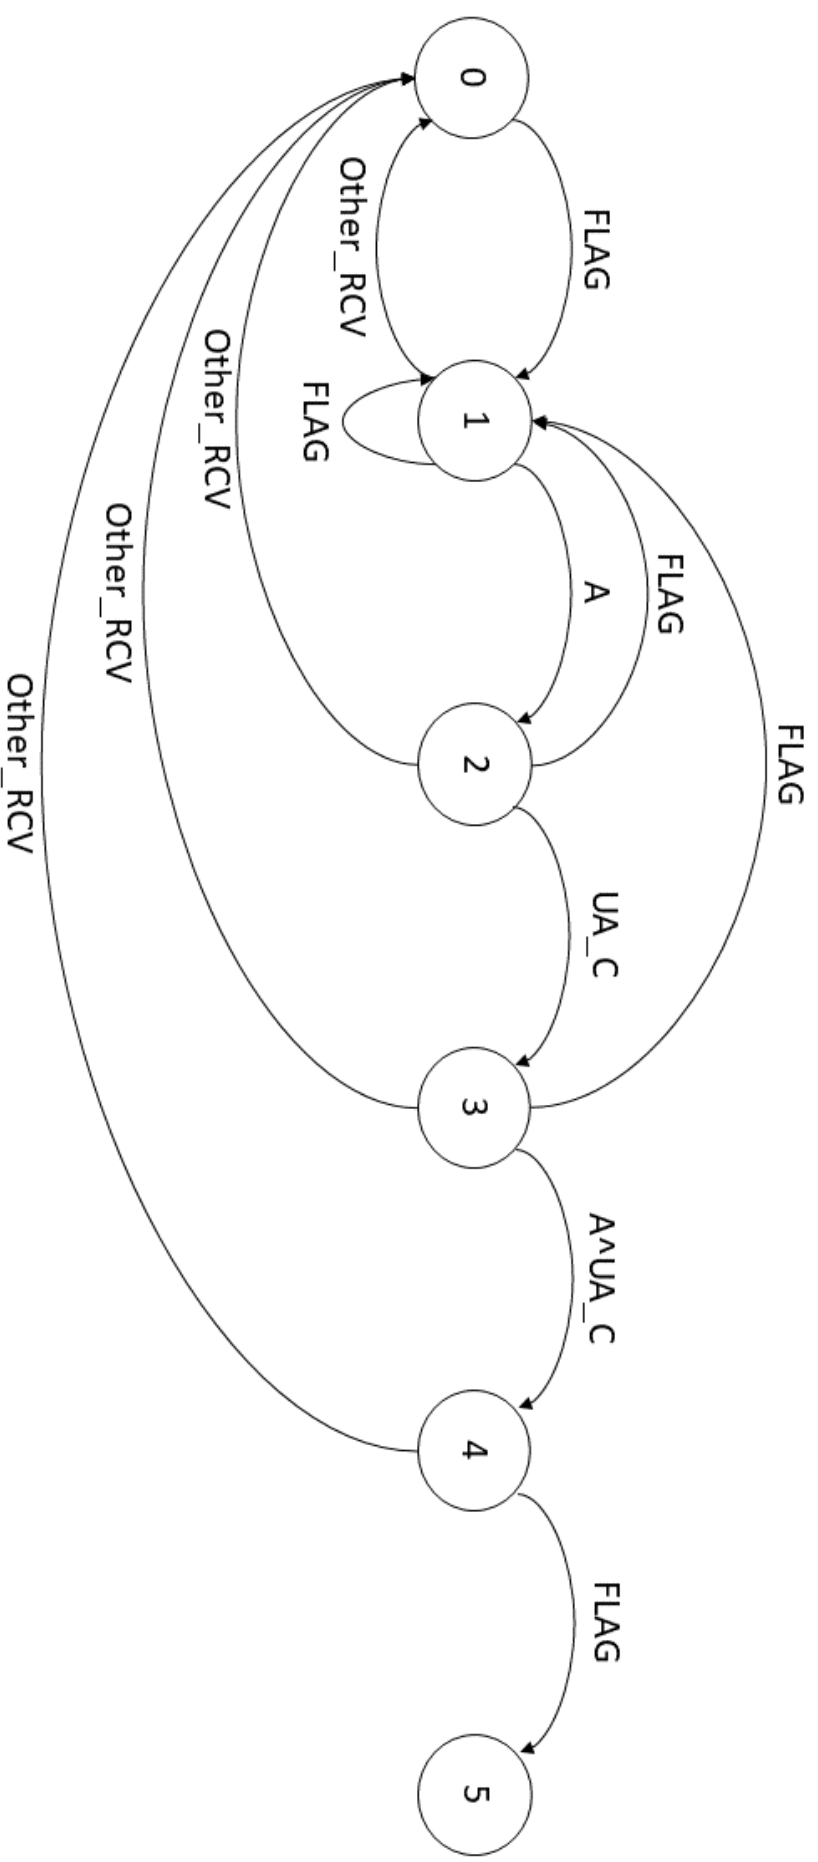 FLAG
FLAG
FLAG
A
UA_C
A^UA_C
FLAG
0
1
2
3
4
5
Other_RCV
FLAG
Other_RCV
Other_RCV
Other_RCV